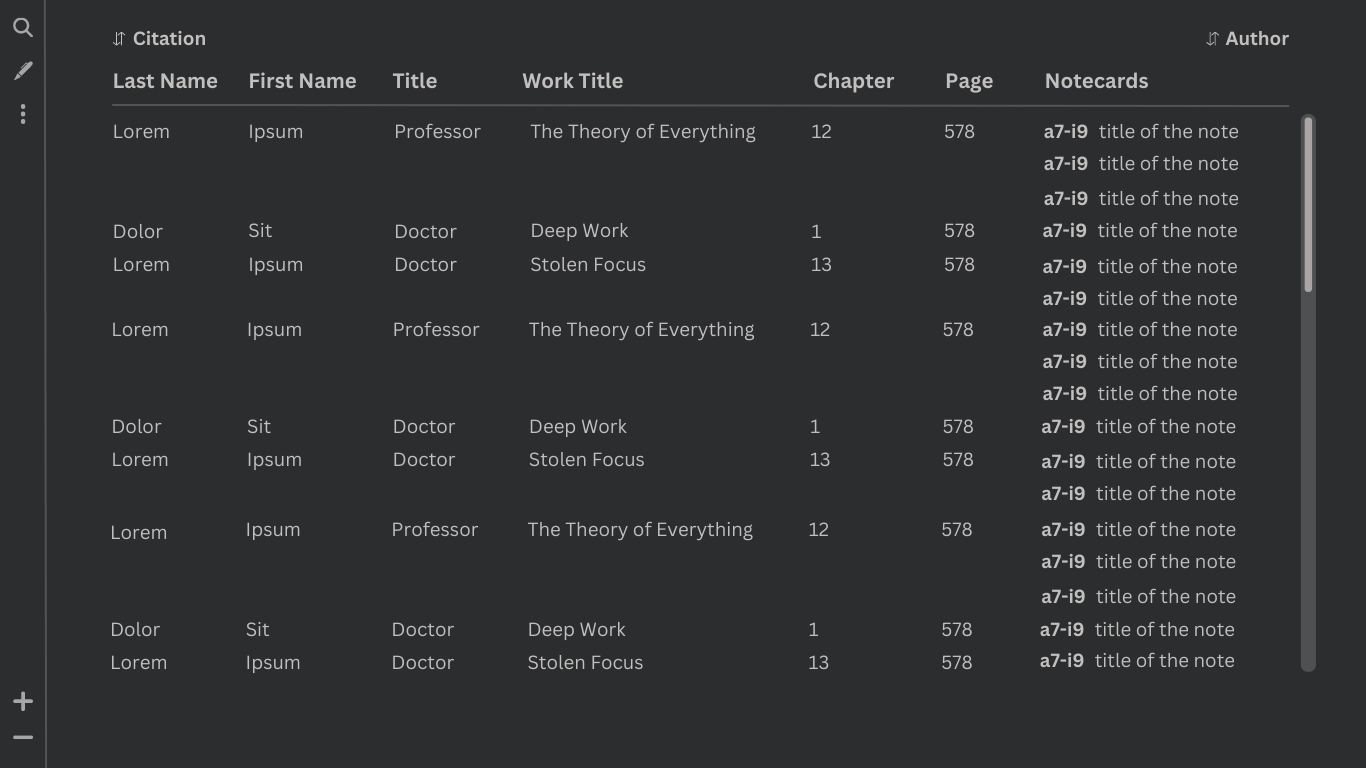 Citation Author
Last Name First Name Title Work Title Chapter Page Notecards
Lorem Ipsum Professor The Theory of Everything 12 578 a7-i9 title of the note
a7-i9 title of the note
a7-i9 title of the note
Dolor Sit Doctor Deep Work 1 578 a7-i9 title of the note
Lorem Ipsum Doctor Stolen Focus 13 578 a7-i9 title of the note
a7-i9 title of the note
Lorem Ipsum Professor The Theory of Everything 12 578 a7-i9 title of the note
a7-i9 title of the note
a7-i9 title of the note
Dolor Sit Doctor Deep Work 1 578 a7-i9 title of the note
Lorem Ipsum Doctor Stolen Focus 13 578 a7-i9 title of the note
a7-i9 title of the note
Lorem Ipsum Professor The Theory of Everything 12 578 a7-i9 title of the note
a7-i9 title of the note
a7-i9 title of the note
Dolor Sit Doctor Deep Work 1 578 a7-i9 title of the note
Lorem Ipsum Doctor Stolen Focus 13 578 a7-i9 title of the note